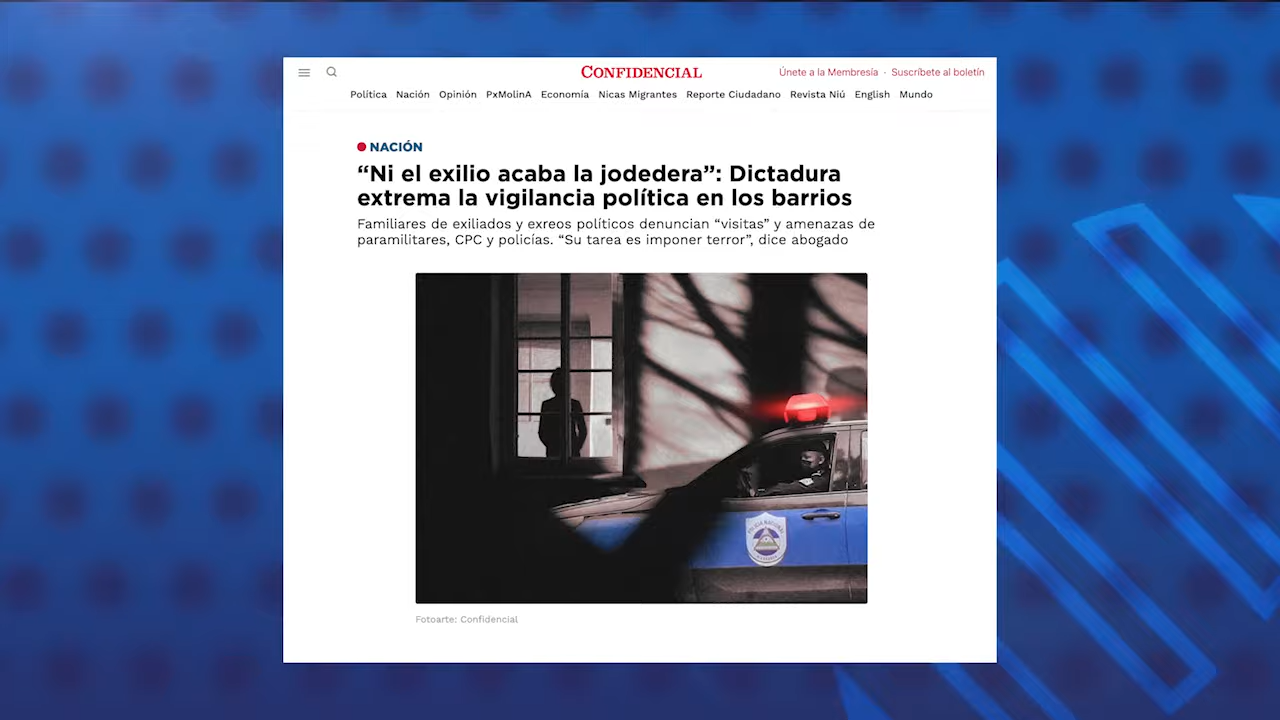 CONFIDENCIAL
Únete a la Membresía · Suscríbete al boletín
Política Nación Opinión PxMolinA Economía Nicas Migrantes Reporte Ciudadano Revista Niú English Mundo
NACIÓN
“Ni el exilio acaba la jodedera”: Dictadura
extrema la vigilancia política en los barrios
Familiares de exiliados y exreos políticos denuncian “visitas” y amenazas de
paramilitares, CPC y policías. “Su tarea es imponer terror”, dice abogado
POLICIA NACIONAL
Fotoarte: Confidencial